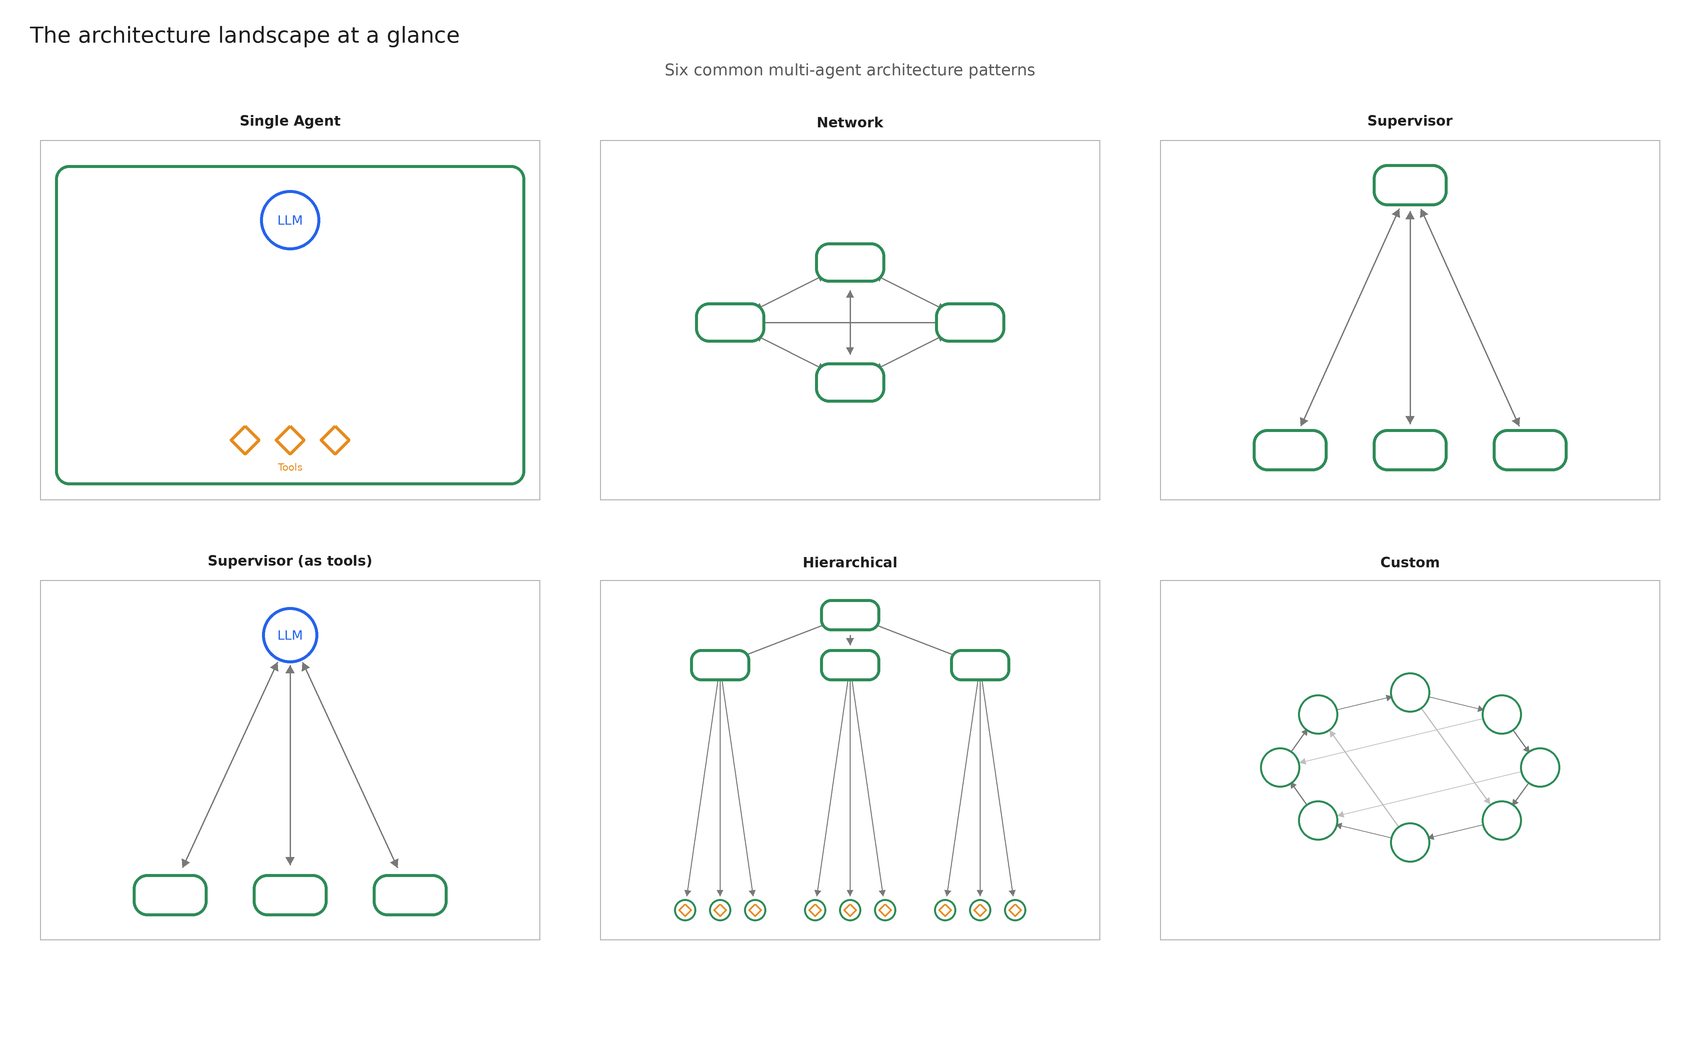 The architecture landscape at a glance
Six common multi-agent architecture patterns
Single Agent
Network
Supervisor
LLM
Tools
Supervisor (as tools)
Hierarchical
Custom
LLM